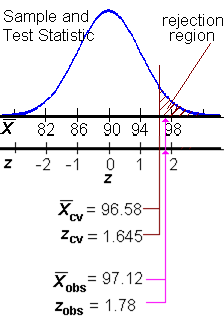 Sample and
Test Statistic
rejection
region
X̄ 82 86 90 94 98
z -2 -1 0 1 2
z
X̄cv = 96.58
zcv = 1.645
X̄obs = 97.12
zobs = 1.78